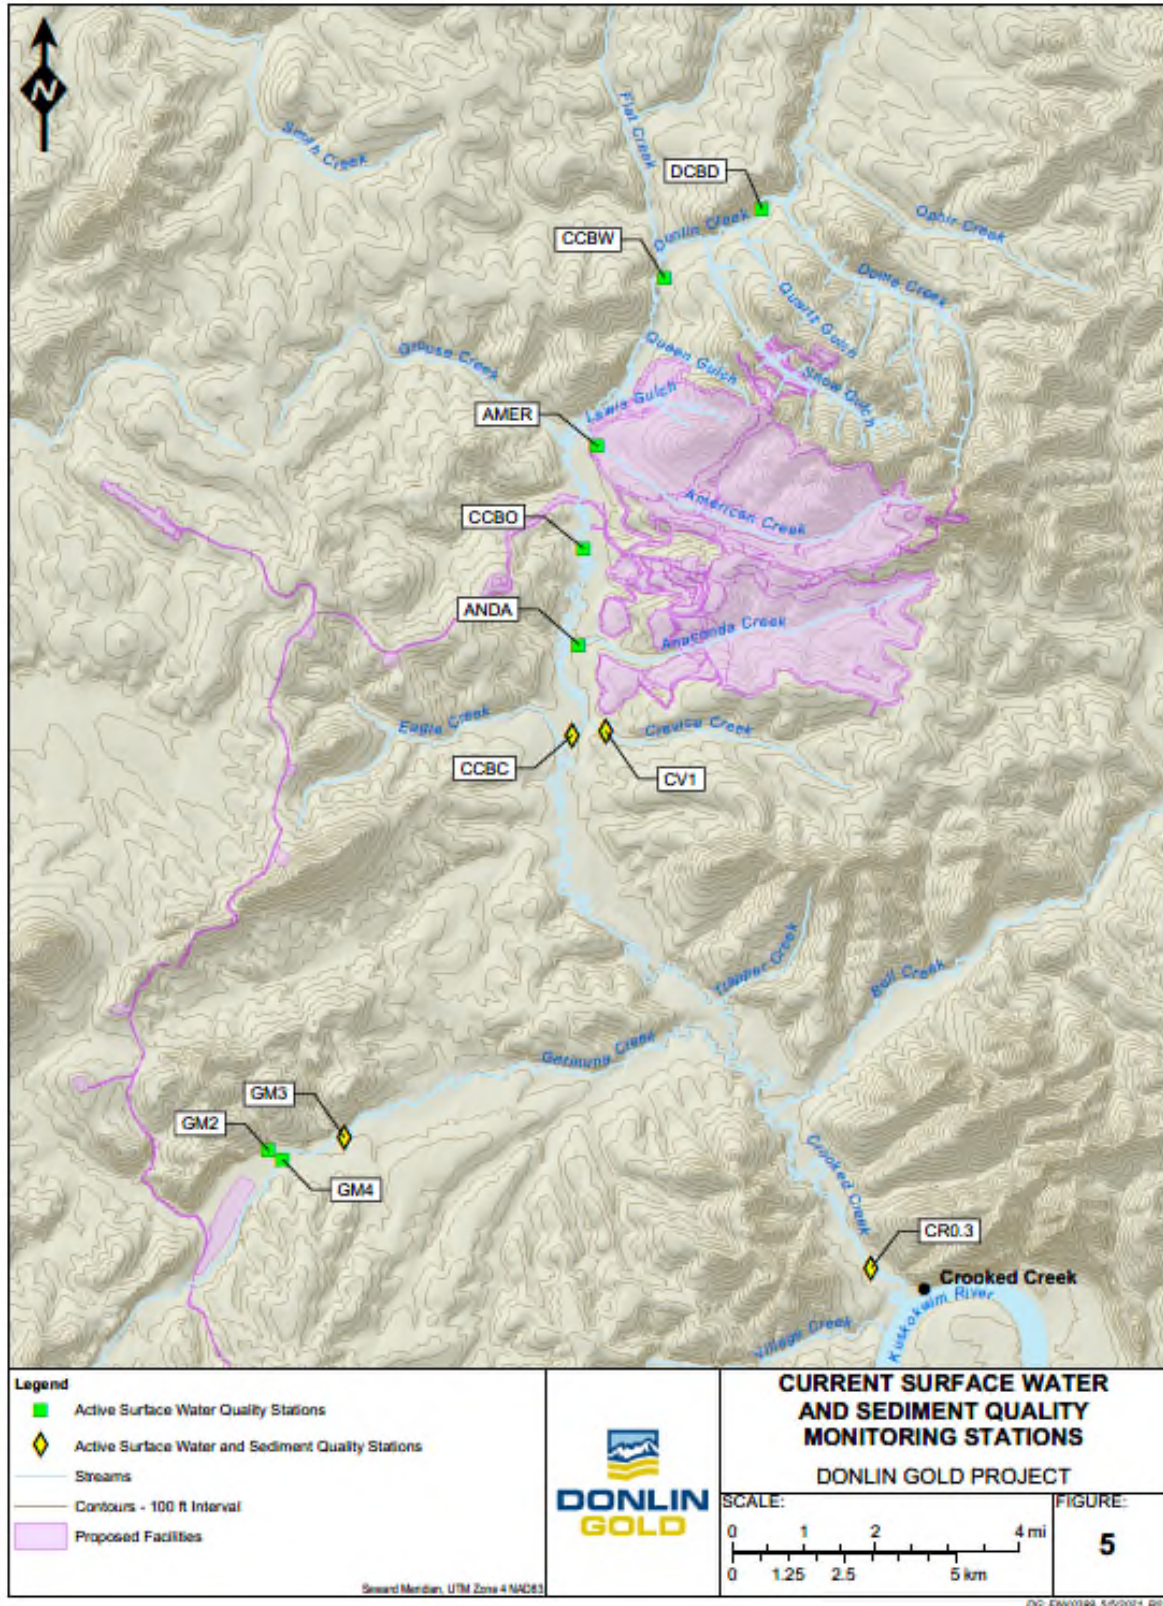 N
Flat Creek
Smith Creek
DCBD
Ophir Creek
Donlin Creek
CCBW
Dome Creek
Quartz Gulch
Queen Gulch
Grouse Creek
Snow Gulch
Lewis Gulch
AMER
American Creek
CCBO
ANDA
Anaconda Creek
Eagle Creek
Crevice Creek
CCBC
CV1
Trapper Creek
Bell Creek
Getmuna Creek
GM3
GM2
GM4
Crooked Creek
CR0.3
Crooked Creek
Kuskokwim River
Village Creek
Legend
Active Surface Water Quality Stations
Active Surface Water and Sediment Quality Stations
Streams
Contours - 100 ft Interval
Proposed Facilities
Seward Meridian, UTM Zone 4 NAD83
DONLIN
GOLD
CURRENT SURFACE WATER
AND SEDIMENT QUALITY
MONITORING STATIONS
DONLIN GOLD PROJECT
SCALE:
0 1 2 4 mi
0 1.25 2.5 5 km
FIGURE:
5